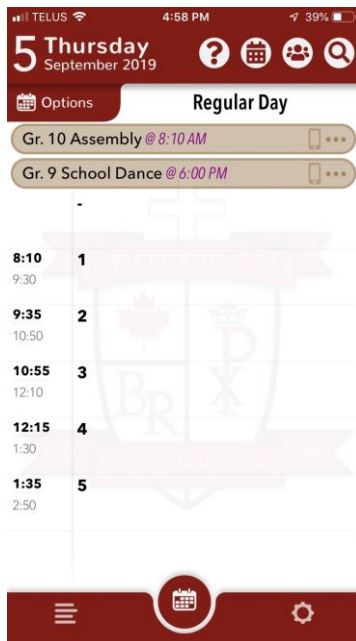 TELUS 4:58 PM 39%
5 Thursday
September 2019
?
Options
Regular Day
Gr. 10 Assembly @ 8:10 AM
Gr. 9 School Dance @ 6:00 PM
-
8:10 1
9:30
9:35 2
10:50
10:55 3
12:10
BR
12:15 4
1:30
1:35 5
2:50